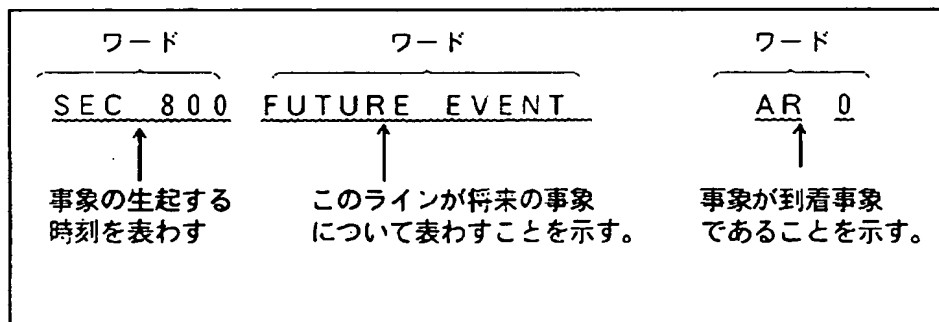 ワード ワード ワード
SEC 800 FUTURE EVENT AR 0
事象の生起する
時刻を表わす
このラインが将来の事象
について表わすことを示す。
事象が到着事象
であることを示す。